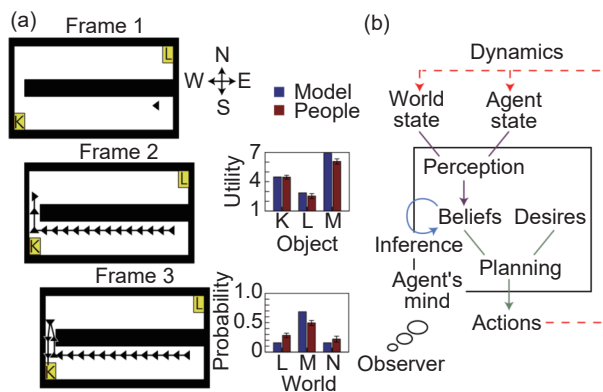 (a)
Frame 1
L
K
N
W E
S
Model
People
Frame 2
L
K
Utility
7
4
1
K L M
Object
Frame 3
L
K
Probability
1.0
0.5
0.0
L M N
World
(b)
Dynamics
World
state
Agent
state
Perception
Beliefs Desires
Inference
Planning
Agent's
mind
Actions
Observer